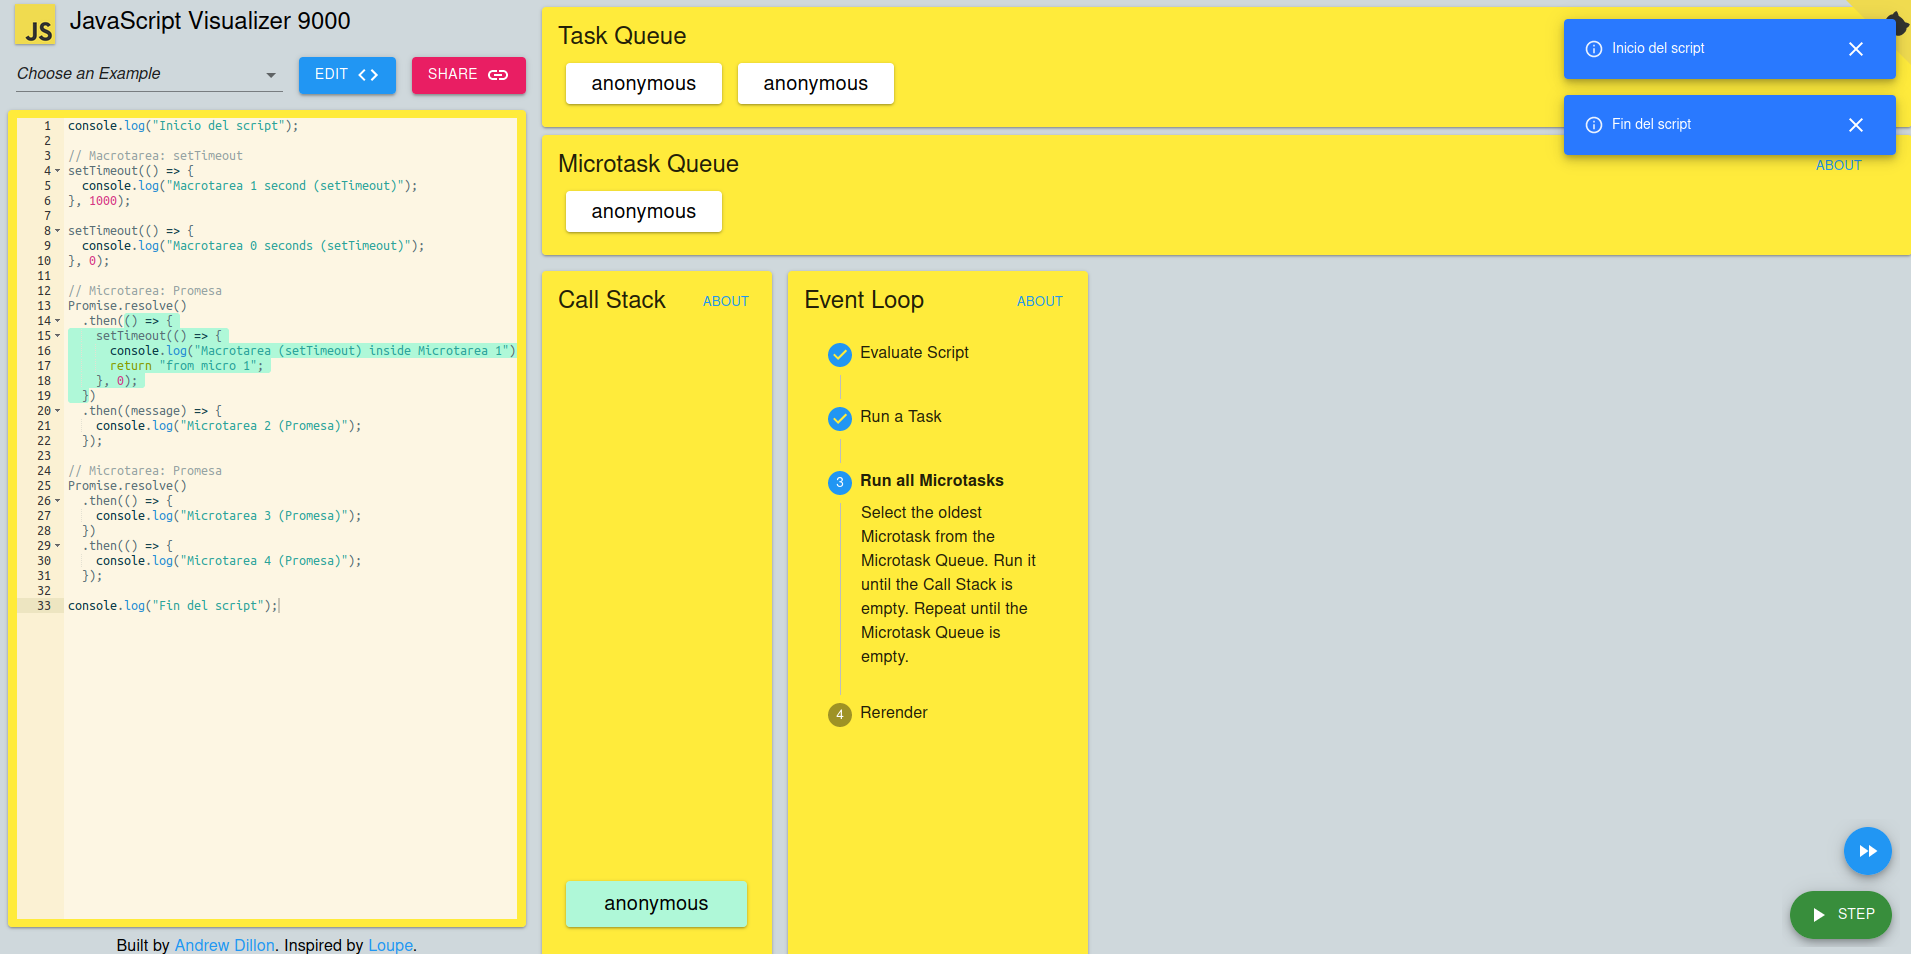 JS
JavaScript Visualizer 9000
Choose an Example
EDIT
SHARE
1 console.log("Inicio del script");
2
3 // Macrotarea: setTimeout
4 setTimeout(() => {
5 console.log("Macrotarea 1 second (setTimeout)");
6 }, 1000);
7
8 setTimeout(() => {
9 console.log("Macrotarea 0 seconds (setTimeout)");
10 }, 0);
11
12 // Microtarea: Promesa
13 Promise.resolve()
14 .then(() => {
15 setTimeout(() => {
16 console.log("Macrotarea (setTimeout) inside Microtarea 1")
17 return "from micro 1";
18 }, 0);
19 })
20 .then((message) => {
21 console.log("Microtarea 2 (Promesa)");
22 });
23
24 // Microtarea: Promesa
25 Promise.resolve()
26 .then(() => {
27 console.log("Microtarea 3 (Promesa)");
28 })
29 .then(() => {
30 console.log("Microtarea 4 (Promesa)");
31 });
32
33 console.log("Fin del script");
Built by Andrew Dillon. Inspired by Loupe.
Task Queue
anonymous anonymous
Inicio del script
Fin del script
Microtask Queue
ABOUT
anonymous
Call Stack ABOUT
anonymous
Event Loop ABOUT
Evaluate Script
Run a Task
3 Run all Microtasks
Select the oldest
Microtask from the
Microtask Queue. Run it
until the Call Stack is
empty. Repeat until the
Microtask Queue is
empty.
4 Rerender
STEP